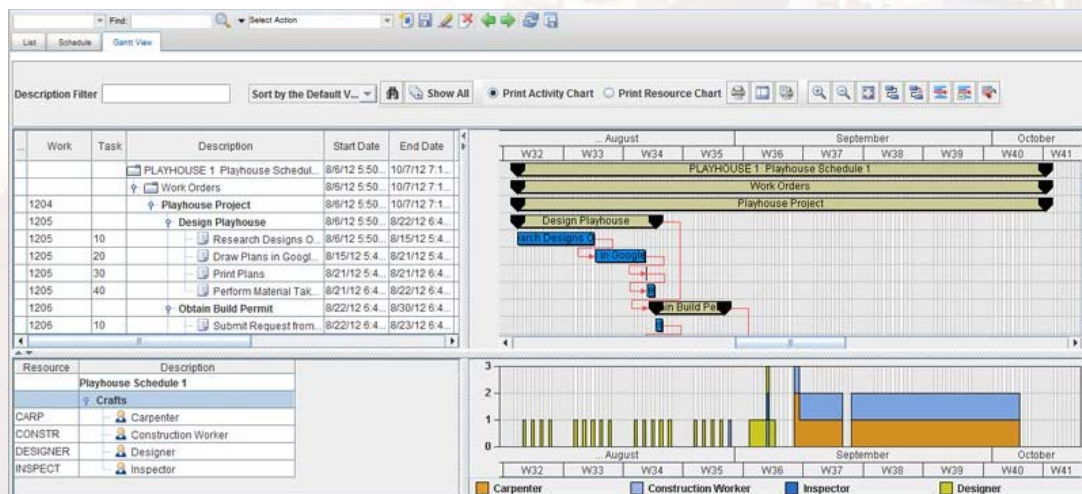 Find: Select Action
List Schedule Gantt View
Description Filter Sort by the Default V... Show All Print Activity Chart Print Resource Chart
... Work Task Description Start Date End Date
PLAYHOUSE 1 Playhouse Schedul... 8/6/12 5:50... 10/7/12 7:1...
Work Orders 8/6/12 5:50... 10/7/12 7:1...
1204 Playhouse Project 8/6/12 5:50... 10/7/12 7:1...
1205 Design Playhouse 8/6/12 5:50... 8/22/12 6:4...
1205 10 Research Designs O... 8/6/12 5:50... 8/15/12 5:4...
1205 20 Draw Plans in Googl... 8/15/12 5:4... 8/21/12 5:4...
1205 30 Print Plans 8/21/12 5:4... 8/21/12 6:4...
1205 40 Perform Material Tak... 8/21/12 6:4... 8/22/12 6:4...
1206 Obtain Build Permit 8/22/12 6:4... 8/30/12 6:4...
1206 10 Submit Request from... 8/22/12 6:4... 8/23/12 6:4...
... August September October
W32 W33 W34 W35 W36 W37 W38 W39 W40 W41
PLAYHOUSE 1 Playhouse Schedule 1
Work Orders
Playhouse Project
Design Playhouse
arch Designs O
in Google
ain Build Pe
Resource Description
Playhouse Schedule 1
Crafts
CARP Carpenter
CONSTR Construction Worker
DESIGNER Designer
INSPECT Inspector
3
2
1
0
... August September October
W32 W33 W34 W35 W36 W37 W38 W39 W40 W41
Carpenter Construction Worker Inspector Designer